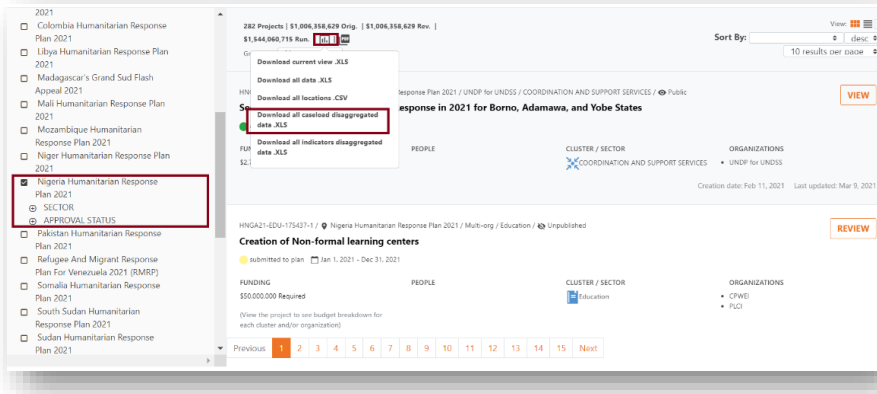 2021
Colombia Humanitarian Response
Plan 2021
Libya Humanitarian Response Plan
2021
Madagascar's Grand Sud Flash
Appeal 2021
Mali Humanitarian Response Plan
2021
Mozambique Humanitarian
Response Plan 2021
Niger Humanitarian Response Plan
2021
Nigeria Humanitarian Response
Plan 2021
SECTOR
APPROVAL STATUS
Pakistan Humanitarian Response
Plan 2021
Refugee And Migrant Response
Plan For Venezuela 2021 (RMRP)
Somalia Humanitarian Response
Plan 2021
South Sudan Humanitarian
Response Plan 2021
Sudan Humanitarian Response
Plan 2021
282 Projects | $1,006,358,629 Orig. | $1,006,358,629 Rev. |
$1,544,060,715 Run. |
View:
Sort By:
desc
10 results per page
Download current view .XLS
Download all data .XLS
Download all locations .CSV
Download all caseload disaggregated
data .XLS
Download all indicators disaggregated
data .XLS
Response Plan 2021 / UNDP for UNDSS / COORDINATION AND SUPPORT SERVICES / Public
VIEW
esponse in 2021 for Borno, Adamawa, and Yobe States
PEOPLE
CLUSTER / SECTOR
ORGANIZATIONS
COORDINATION AND SUPPORT SERVICES
• UNDP for UNDSS
Creation date: Feb 11, 2021 Last updated: Mar 9, 2021
HNGA21-EDU-175437-1 / Nigeria Humanitarian Response Plan 2021 / Multi-org / Education / Unpublished
REVIEW
Creation of Non-formal learning centers
submitted to plan Jan 1, 2021 - Dec 31, 2021
FUNDING
PEOPLE
CLUSTER / SECTOR
ORGANIZATIONS
$50.000.000 Required
Education
• CPWEI
• PLCI
(View the project to see budget breakdown for
each cluster and/or organization)
Previous 1 2 3 4 5 6 7 8 9 10 11 12 13 14 15 Next